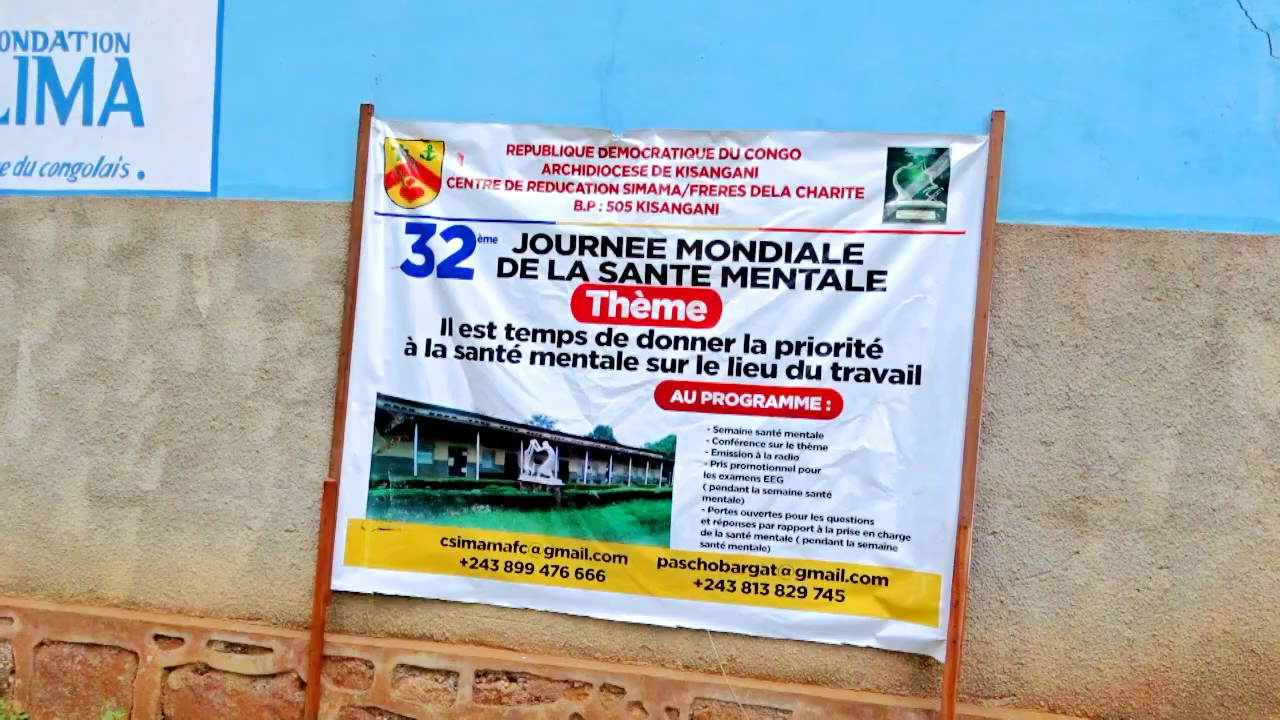 ONDATION
LIMA
e du congolais.
REPUBLIQUE DEMOCRATIQUE DU CONGO
ARCHIDIOCESE DE KISANGANI
CENTRE DE REDUCATION SIMAMA/FRERES DELA CHARITE
B.P : 505 KISANGANI
32ème JOURNEE MONDIALE
DE LA SANTE MENTALE
Thème
Il est temps de donner la priorité
à la santé mentale sur le lieu du travail
AU PROGRAMME :
- Semaine santé mentale
- Conférence sur le thème
- Emission à la radio
- Pris promotionnel pour
les examens EEG
( pendant la semaine santé
mentale)
- Portes ouvertes pour les questions
et réponses par rapport à la prise en charge
de la santé mentale ( pendant la semaine
santé mentale)
csimamafc@gmail.com
+243 899 476 666
paschobargat@gmail.com
+243 813 829 745